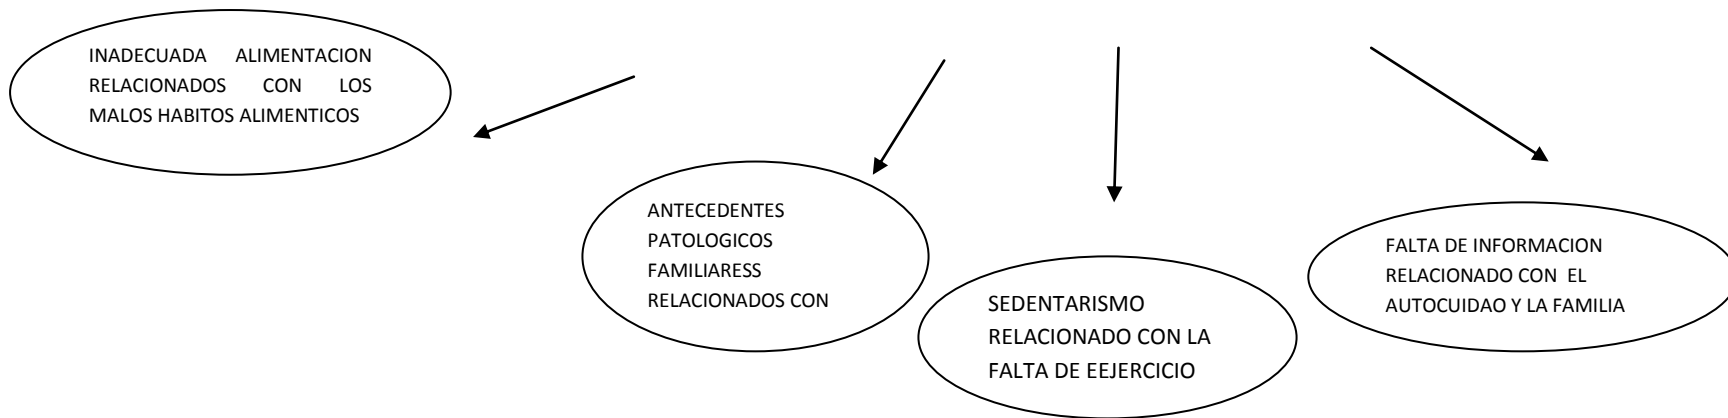 INADECUADA ALIMENTACION
RELACIONADOS CON LOS
MALOS HABITOS ALIMENTICOS
ANTECEDENTES
PATOLOGICOS
FAMILIARESS
RELACIONADOS CON
SEDENTARISMO
RELACIONADO CON LA
FALTA DE EEJERCICIO
FALTA DE INFORMACION
RELACIONADO CON EL
AUTOCUIDAO Y LA FAMILIA